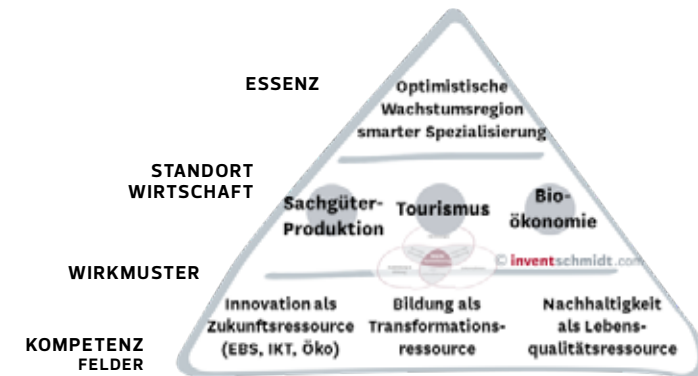 ESSENZ
Optimistische
Wachstumsregion
smarter Spezialisierung
STANDORT
WIRTSCHAFT
Sachgüter-
Produktion
Tourismus
Bio-
ökonomie
WIRKMUSTER
© inventschmidt.com
KOMPETENZ
FELDER
Innovation als
Zukunftsressource
(EBS, IKT, Öko)
Bildung als
Transformations-
ressource
Nachhaltigkeit
als Lebens-
qualitätsressource